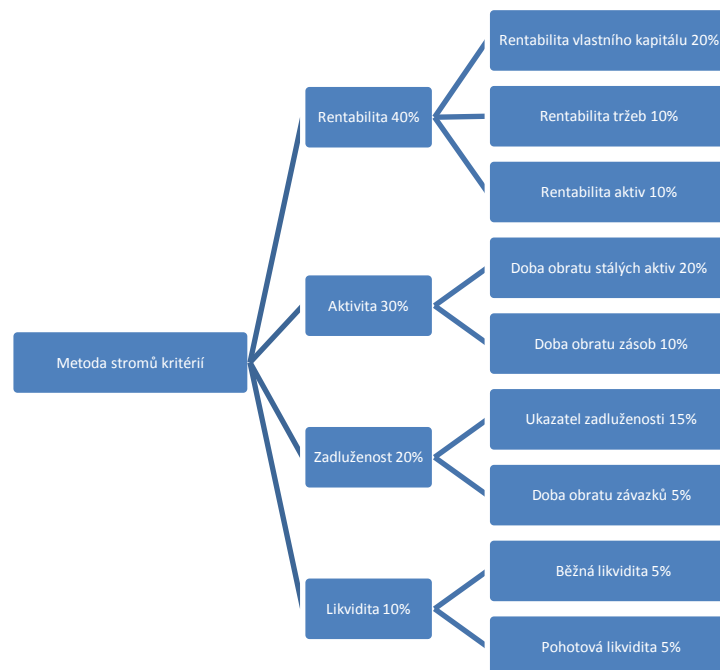 Metoda stromů kritérií
Rentabilita 40%
Rentabilita vlastního kapitálu 20%
Rentabilita tržeb 10%
Rentabilita aktiv 10%
Aktivita 30%
Doba obratu stálých aktiv 20%
Doba obratu zásob 10%
Zadluženost 20%
Ukazatel zadluženosti 15%
Doba obratu závazků 5%
Likvidita 10%
Běžná likvidita 5%
Pohotová likvidita 5%